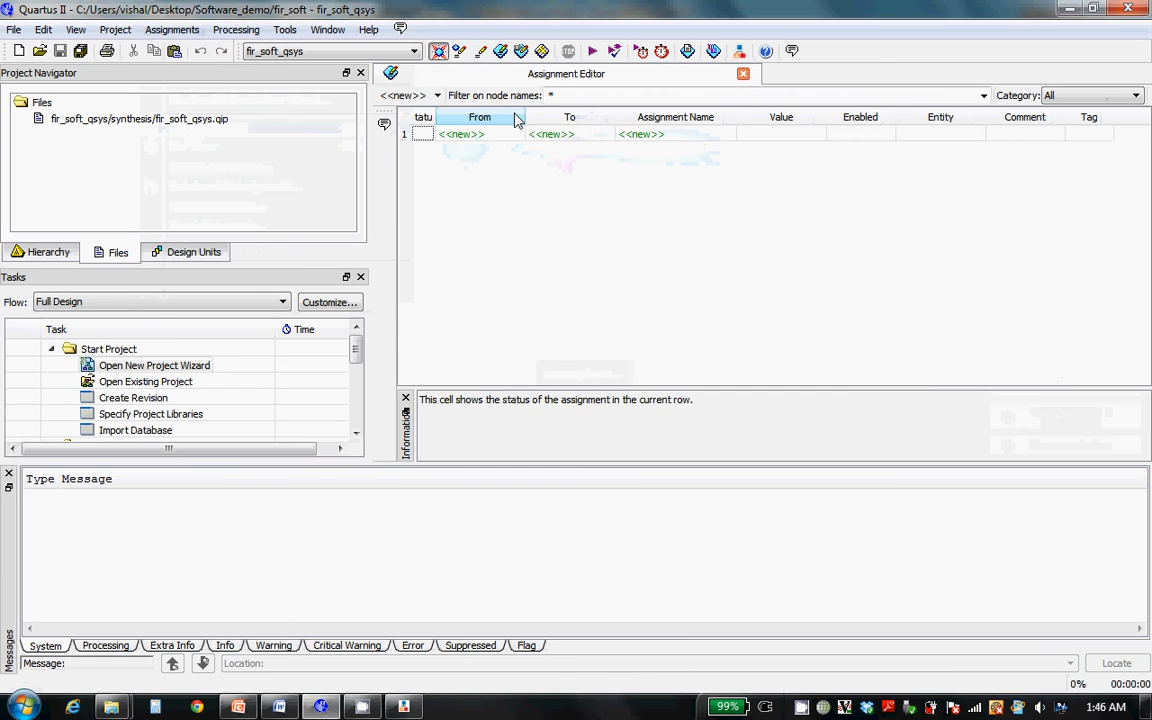 Quartus II - C:/Users/vishal/Desktop/Software_demo/fir_soft - fir_soft_qsys
File Edit View Project Assignments Processing Tools Window Help
fir_soft_qsys
Project Navigator
Files
fir_soft_qsys/synthesis/fir_soft_qsys.qip
Hierarchy Files Design Units
Tasks
Flow: Full Design Customize...
Task Time
Start Project
Open New Project Wizard
Open Existing Project
Create Revision
Specify Project Libraries
Import Database
Assignment Editor
<<new>> Filter on node names: * Category: All
tatu From To Assignment Name Value Enabled Entity Comment Tag
1 <<new>> <<new>> <<new>>
This cell shows the status of the assignment in the current row.
Information
Type Message
Messages
System Processing Extra Info Info Warning Critical Warning Error Suppressed Flag
Message: Location: Locate
0% 00:00:00
99% 1:46 AM